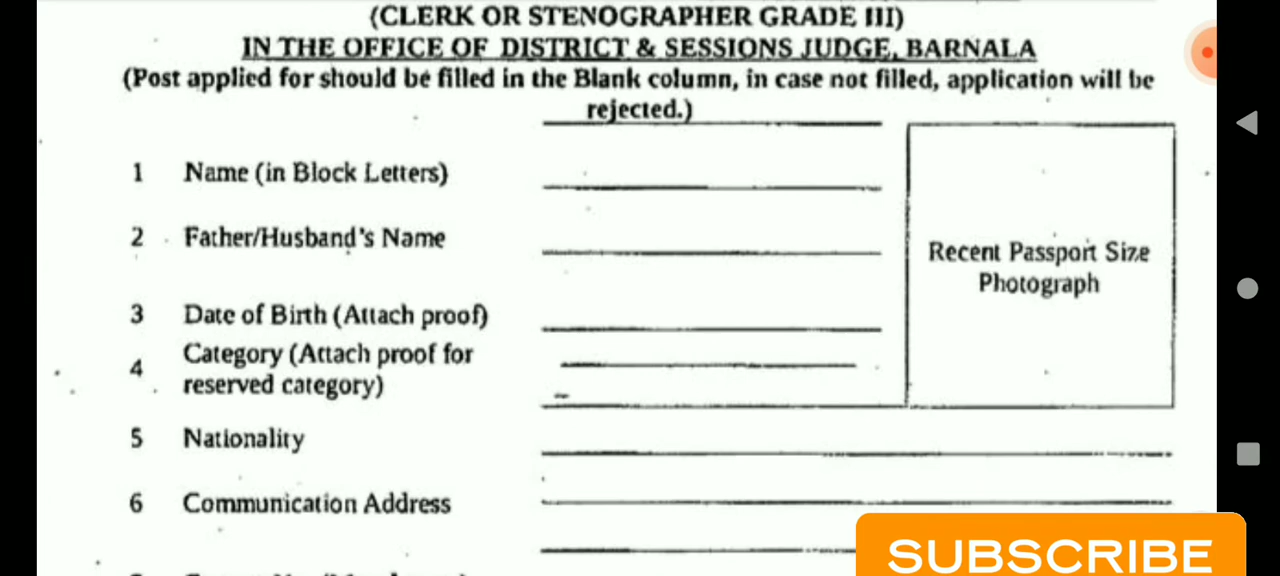 (CLERK OR STENOGRAPHER GRADE III)
IN THE OFFICE OF DISTRICT & SESSIONS JUDGE, BARNALA
(Post applied for should be filled in the Blank column, in case not filled, application will be
rejected.)
1 Name (in Block Letters)
2 Father/Husband's Name
Recent Passport Size
Photograph
3 Date of Birth (Attach proof)
4 Category (Attach proof for
reserved category)
5 Nationality
6 Communication Address
SUBSCRIBE